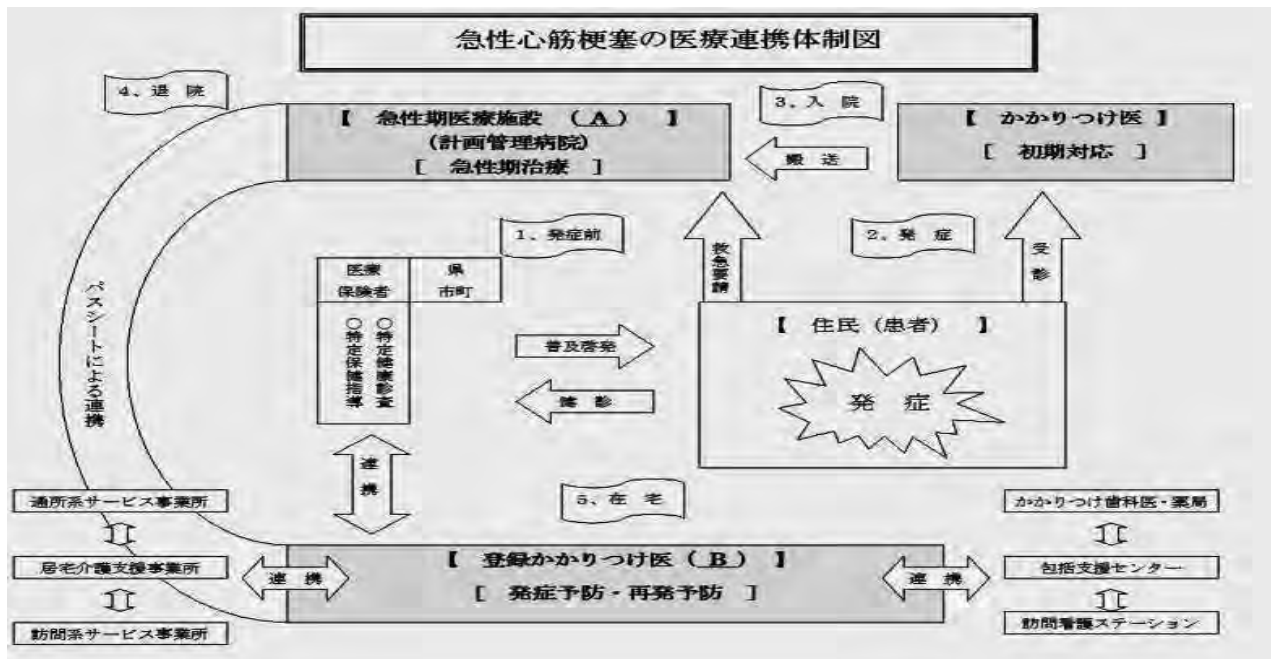 急性心筋梗塞の医療連携体制図
4、退 院
【 急性期医療施設 （ A ） 】
(計画管理病院)
[ 急性期治療 ]
3、入 院
搬 送
【 かかりつけ医 】
[ 初期対応 ]
1、発症前
救急要請
2、発 症
受 診
医療
保険者
県
市町
○特定健康診査
○特定保健指導
普及啓発
健 診
【 住民（患者） 】
発 症
パスシートによる連携
連 携
5、在 宅
通所系サービス事業所
居宅介護支援事業所
訪問系サービス事業所
連 携
【 登録かかりつけ医（ B ） 】
[ 発症予防・再発予防 ]
連 携
かかりつけ歯科医・薬局
包括支援センター
訪問看護ステーション